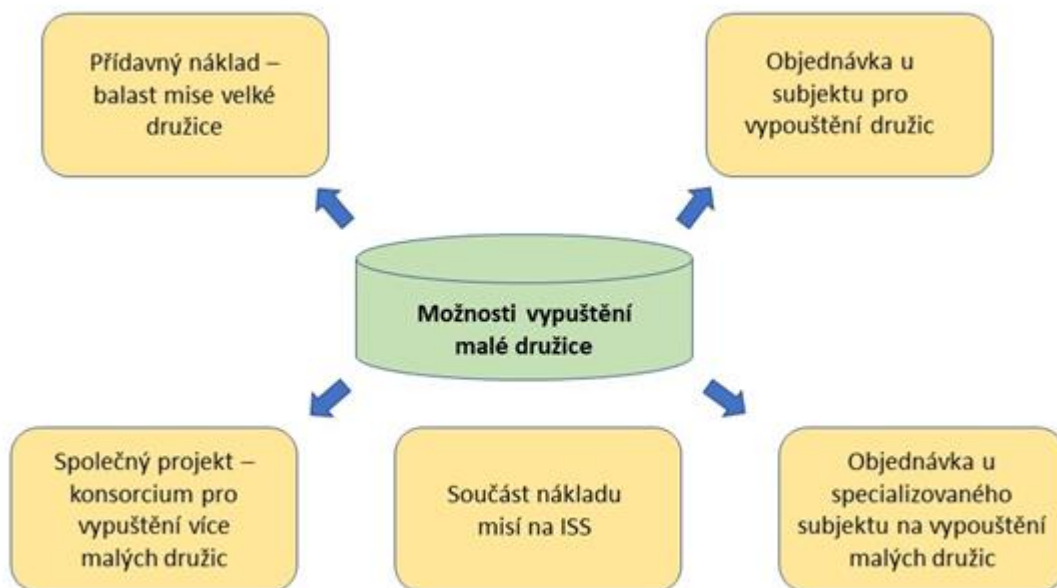 Přídavný náklad –
balast mise velké
družice
Objednávka u
subjektu pro
vypouštění družic
Možnosti vypuštění
malé družice
Společný projekt –
konsorcium pro
vypuštění více
malých družic
Součást nákladu
misí na ISS
Objednávka u
specializovaného
subjektu na vypouštění
malých družic